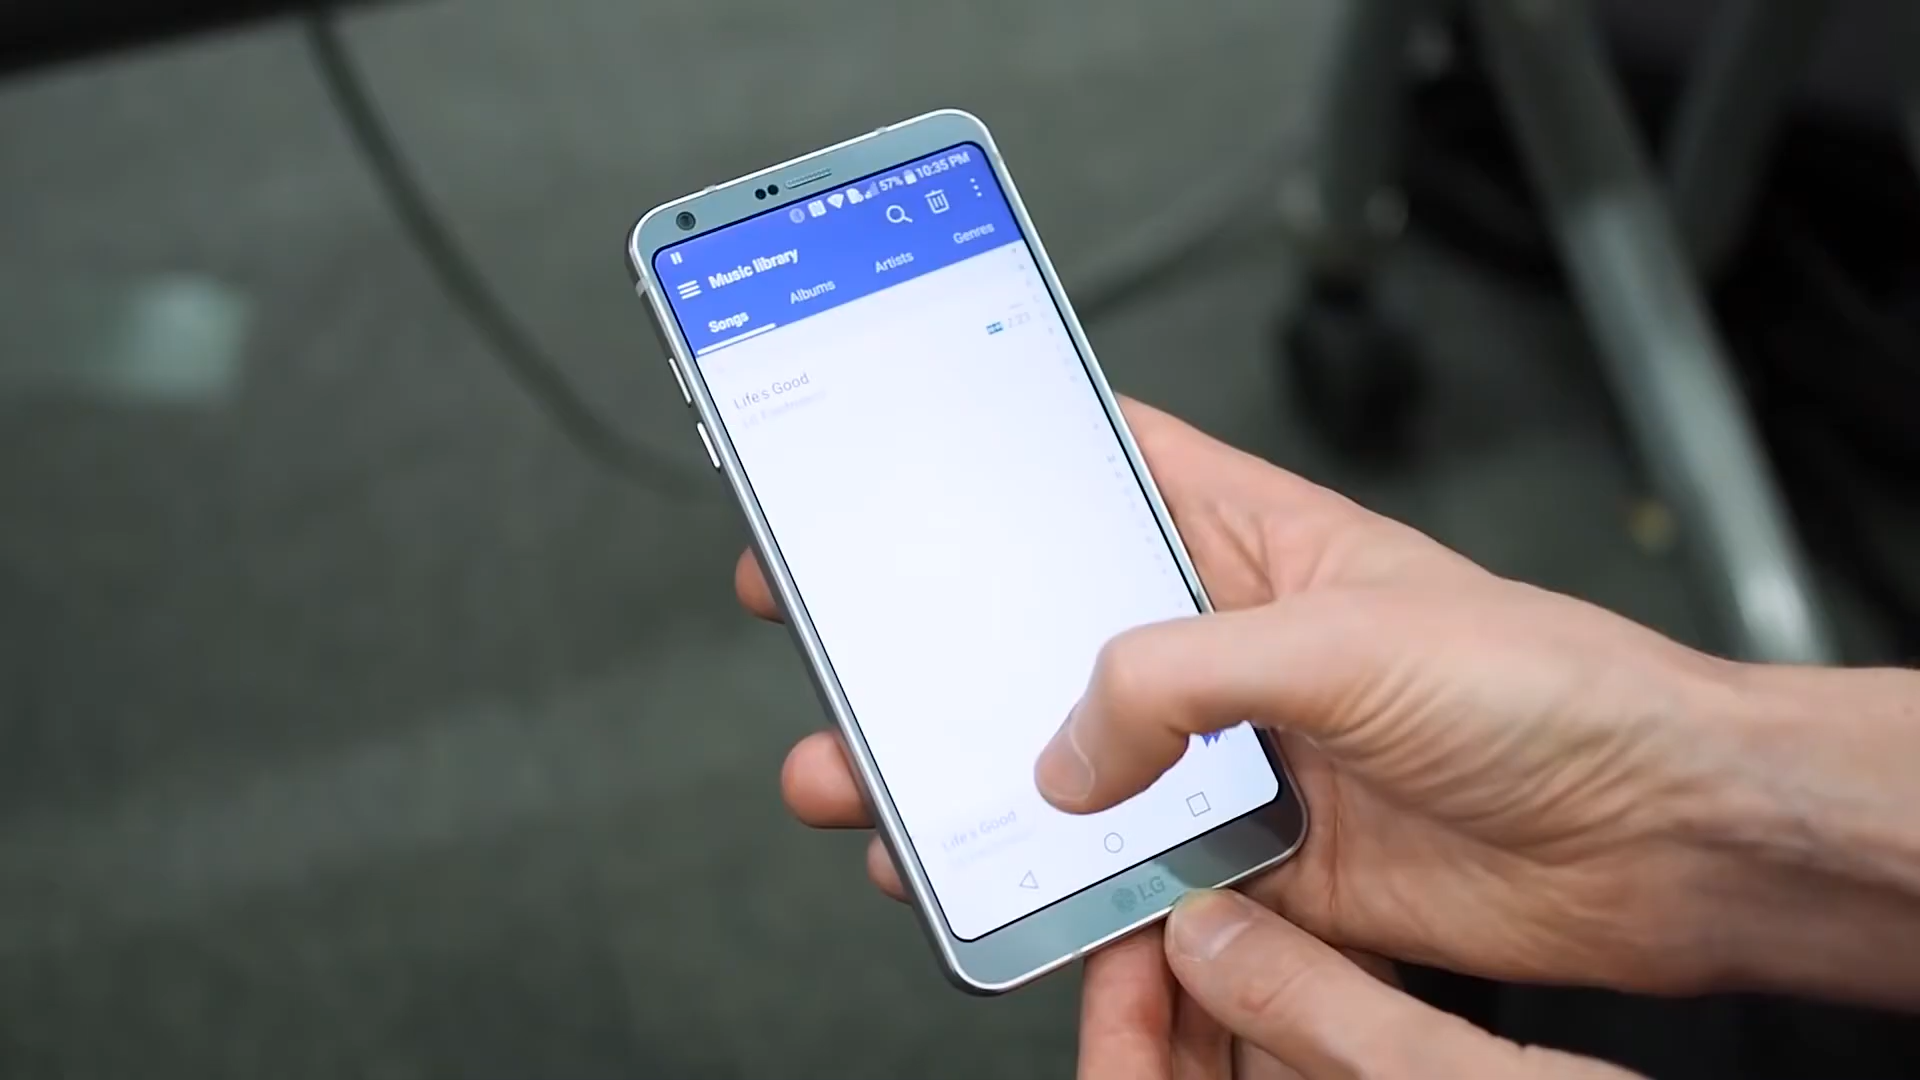 57% 10:35 PM
Music library
Songs Albums Artists Genres
Life's Good
Life's Good
LG